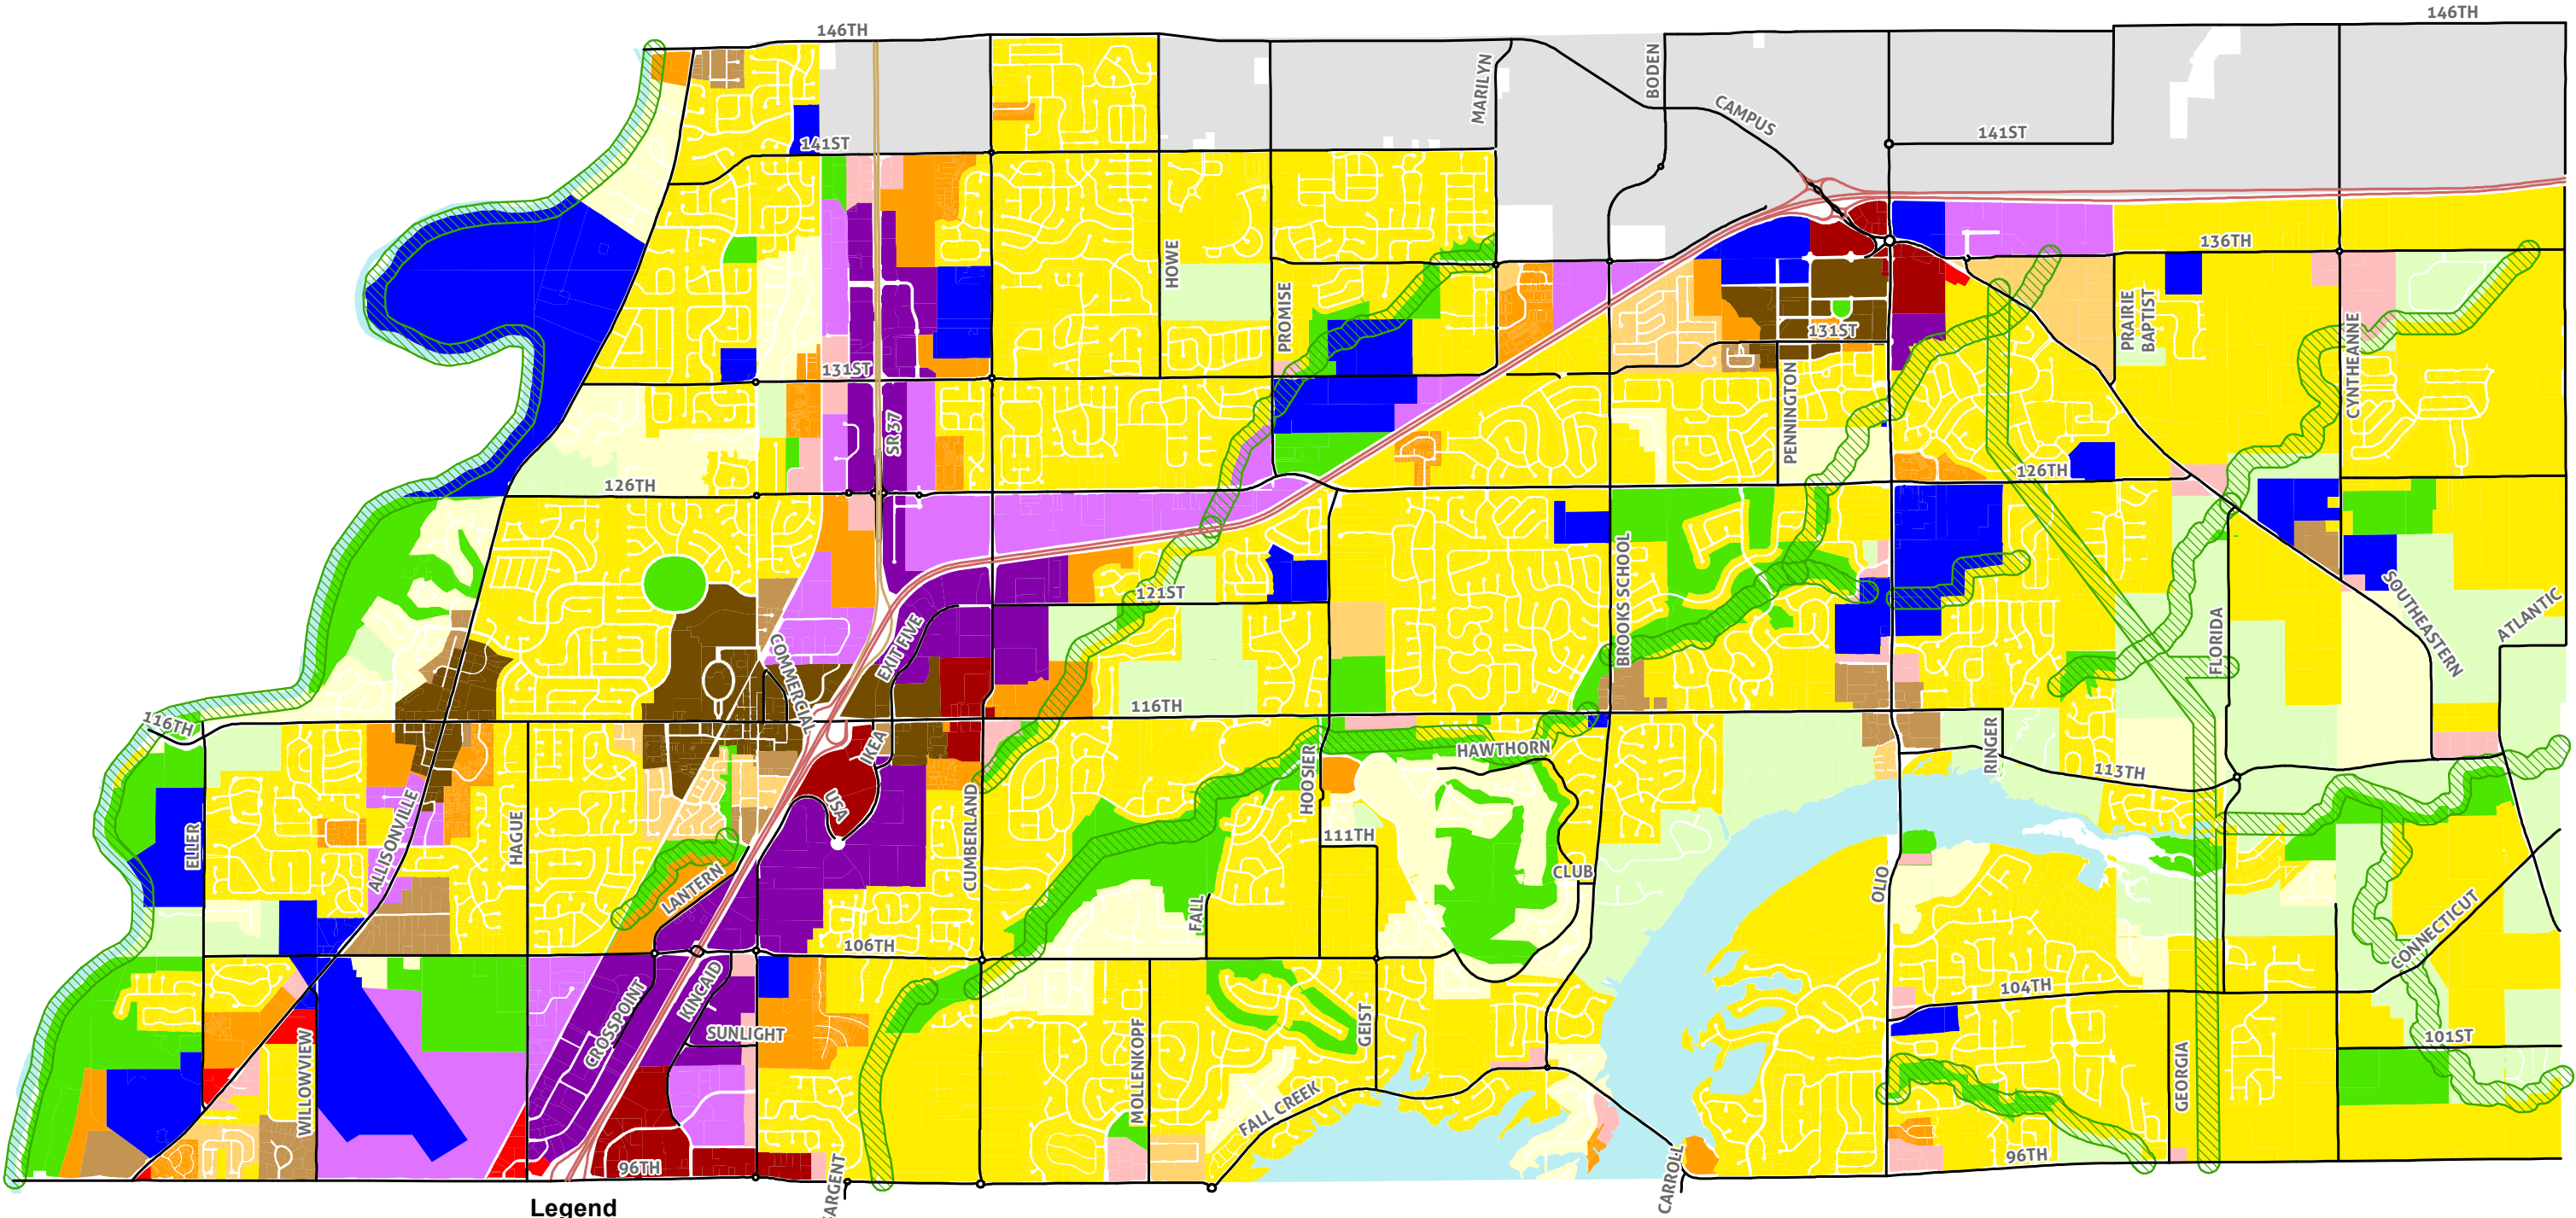 146TH
146TH
MARILYN
BODEN
CAMPUS
141ST
141ST
HOWE
136TH
PROMISE
PRAIRIE
BAPTIST
131ST
131ST
CYNTHEANNE
SR 37
PENNINGTON
126TH
126TH
BROOKS SCHOOL
121ST
SOUTHEASTERN
ATLANTIC
FLORIDA
COMMERCIAL
EXIT FIVE
116TH
116TH
IKEA
HAWTHORN
RINGER
HOOSIER
113TH
USA
111TH
ELLER
ALLISONVILLE
HAGUE
CUMBERLAND
CLUB
OLIO
LANTERN
FALL
106TH
CONNECTICUT
KINCAID
CROSSPOINT
104TH
SUNLIGHT
GEIST
MOLLENKOPF
101ST
WILLOWVIEW
GEORGIA
FALL CREEK
96TH
96TH
ARGENT
CARROLL
Legend